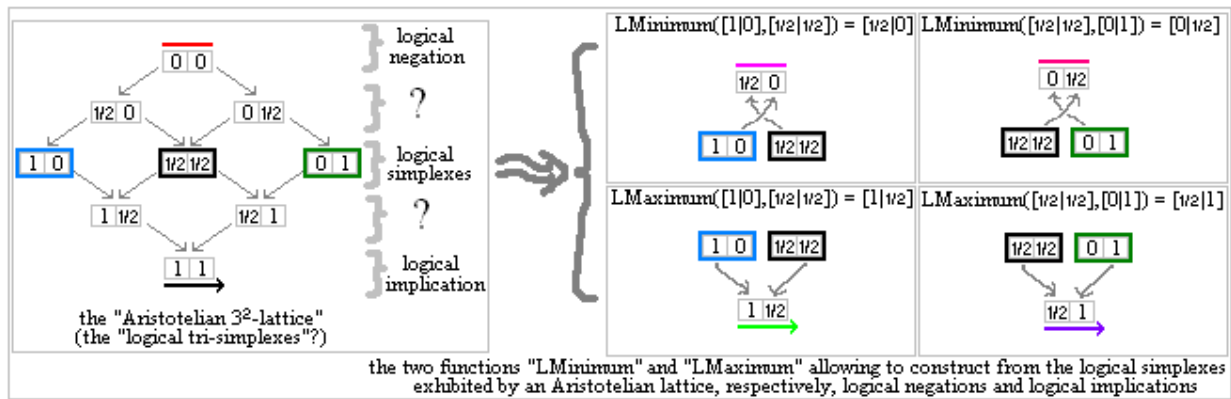 0 0
logical
negation
1/2 0
0 1/2
?
1 0
1/2 1/2
0 1
logical
simplexes
1 1/2
1/2 1
?
1 1
logical
implication
the "Aristotelian 3²-lattice"
(the "logical tri-simplexes"?)
LMinimum([1|0],[1/2|1/2]) = [1/2|0]
1/2 0
1 0
1/2 1/2
LMinimum([1/2|1/2],[0|1]) = [0|1/2]
0 1/2
1/2 1/2
0 1
LMaximum([1|0],[1/2|1/2]) = [1|1/2]
1 0
1/2 1/2
1 1/2
LMaximum([1/2|1/2],[0|1]) = [1/2|1]
1/2 1/2
0 1
1/2 1
the two functions "LMinimum" and "LMaximum" allowing to construct from the logical simplexes
exhibited by an Aristotelian lattice, respectively, logical negations and logical implications